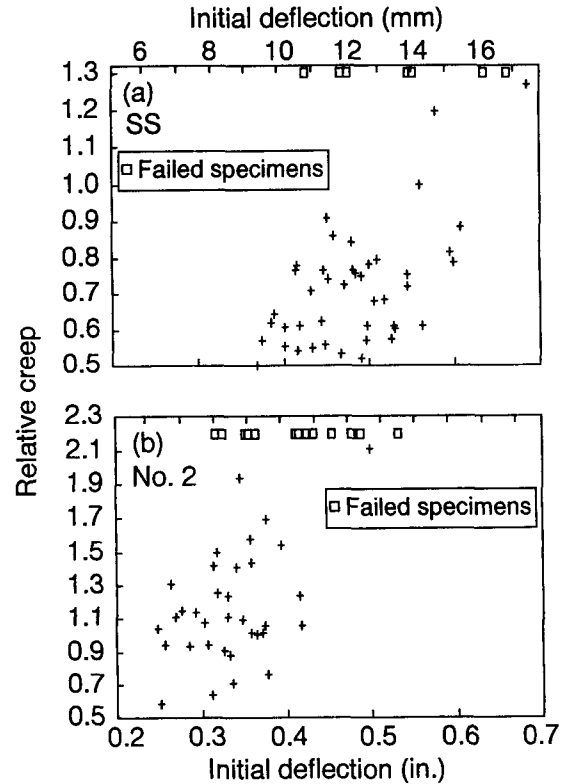 Initial deflection (mm)
6 8 10 12 14 16
1.3
(a)
1.2
SS
□ Failed specimens
1.0
0.9
0.8
0.7
0.6
0.5
Relative creep
2.3
2.1
(b)
1.9
No. 2
□ Failed specimens
1.7
1.5
1.3
1.1
0.9
0.7
0.5
0.2 0.3 0.4 0.5 0.6 0.7
Initial deflection (in.)